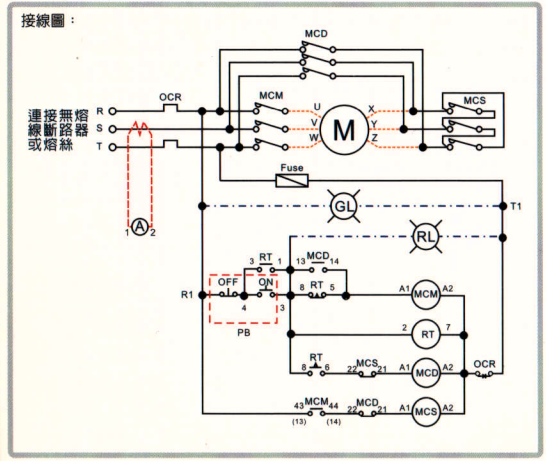 接線圖：
MCD
連接無熔
線斷路器
或熔絲
R
OCR
MCM
U
X
MCS
S
V
M
Y
T
W
Z
1 A 2
Fuse
GL
T1
RL
3 RT 1
13 MCD 14
R1
OFF
ON
8 RT 5
A1 MCM A2
4
3
PB
2 RT 7
RT
8 6
22 MCS 21
A1 MCD A2
OCR
43 MCM 44
22 MCD 21
A1 MCS A2
(13) (14)